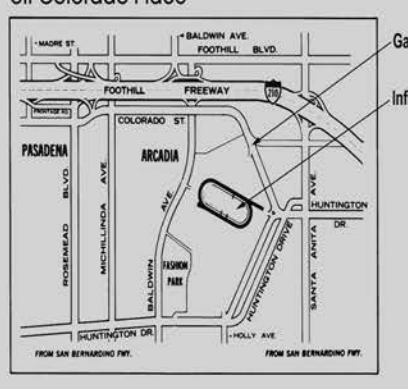 BALDWIN AVE.
MADRE ST.
FOOTHILL BLVD.
Ga
FOOTHILL FREEWAY
210
Inf
FRONTAGE RD.
COLORADO ST.
PASADENA
ARCADIA
ROSEMEAD BLVD.
MICHILLINDA AVE.
BALDWIN AVE.
FASHION PARK
HUNTINGTON DRIVE
SANTA ANITA AVE.
HUNTINGTON DR.
HUNTINGTON DR.
HOLLY AVE.
FROM SAN BERNARDINO FWY.
FROM SAN BERNARDINO FWY.